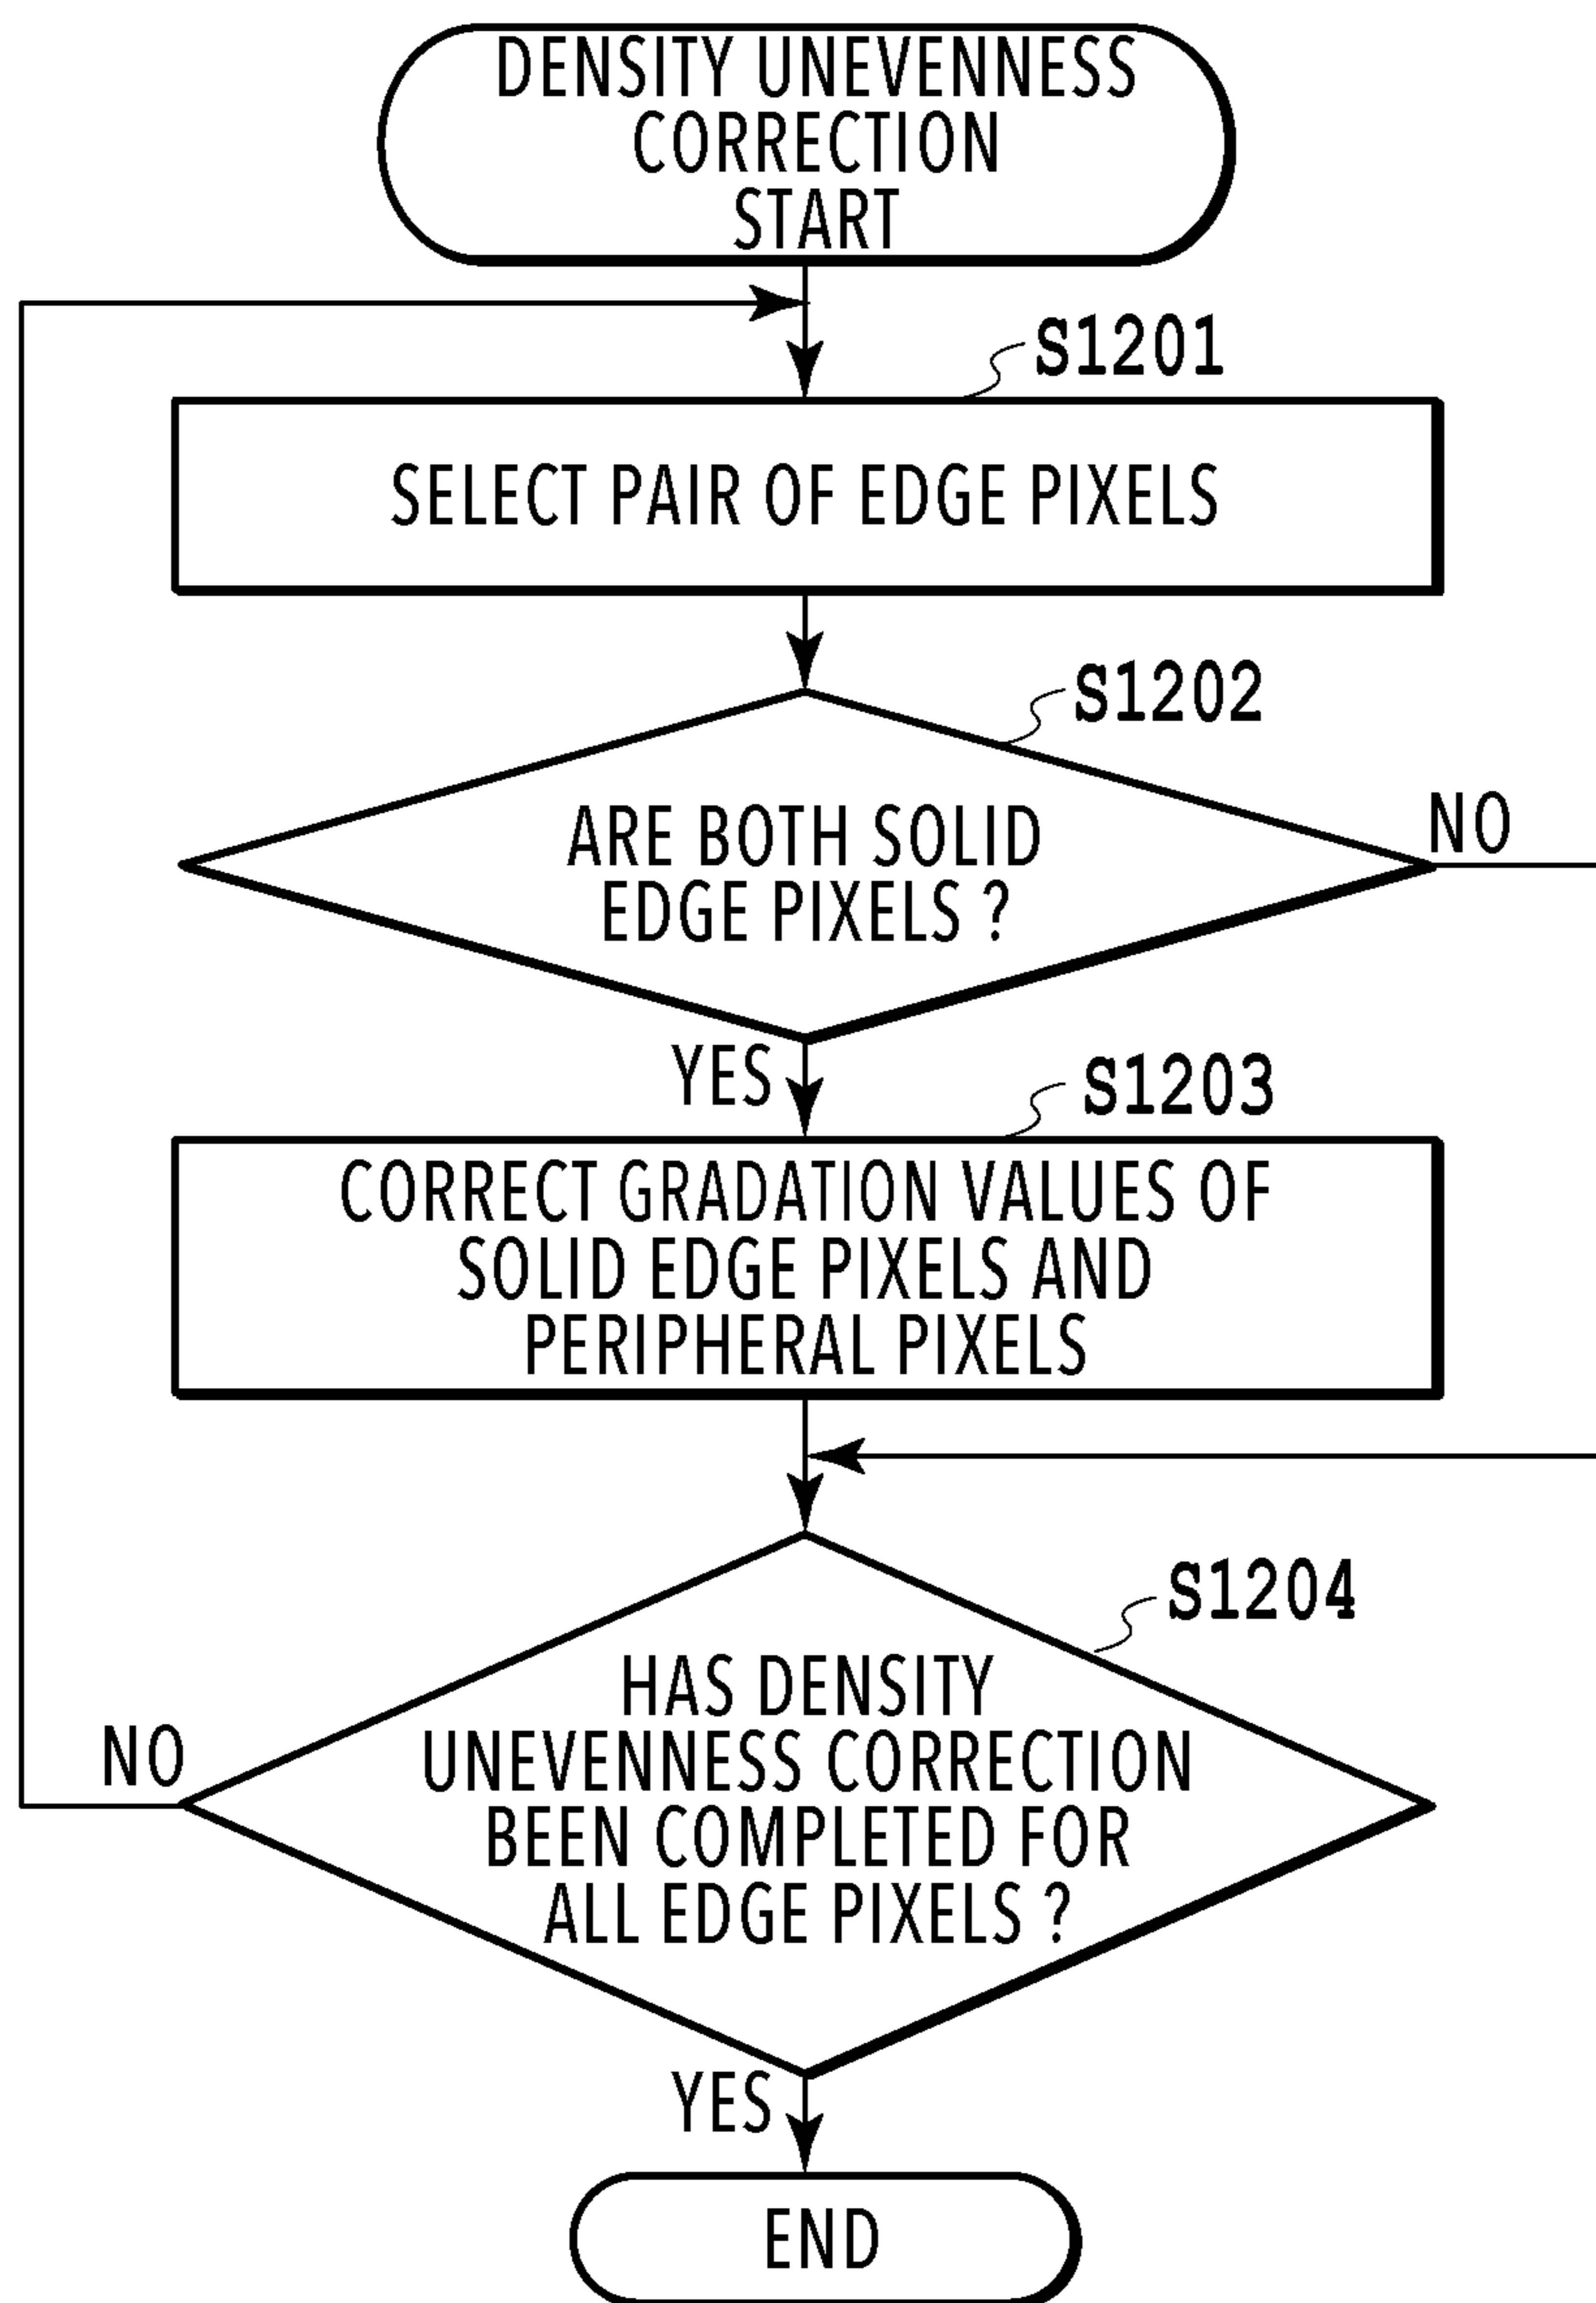 DENSITY UNEVENNESS
CORRECTION
START
S1201
SELECT PAIR OF EDGE PIXELS
S1202
ARE BOTH SOLID
EDGE PIXELS ?
NO
YES
S1203
CORRECT GRADATION VALUES OF
SOLID EDGE PIXELS AND
PERIPHERAL PIXELS
S1204
HAS DENSITY
UNEVENNESS CORRECTION
BEEN COMPLETED FOR
ALL EDGE PIXELS ?
NO
YES
END